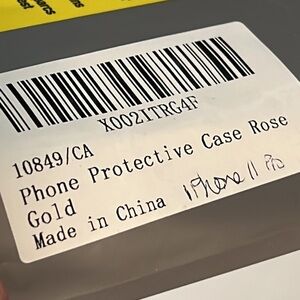 X002ITRG4F
10849/CA
Phone Protective Case Rose
Gold
Made in China
iPhone 11 Pro